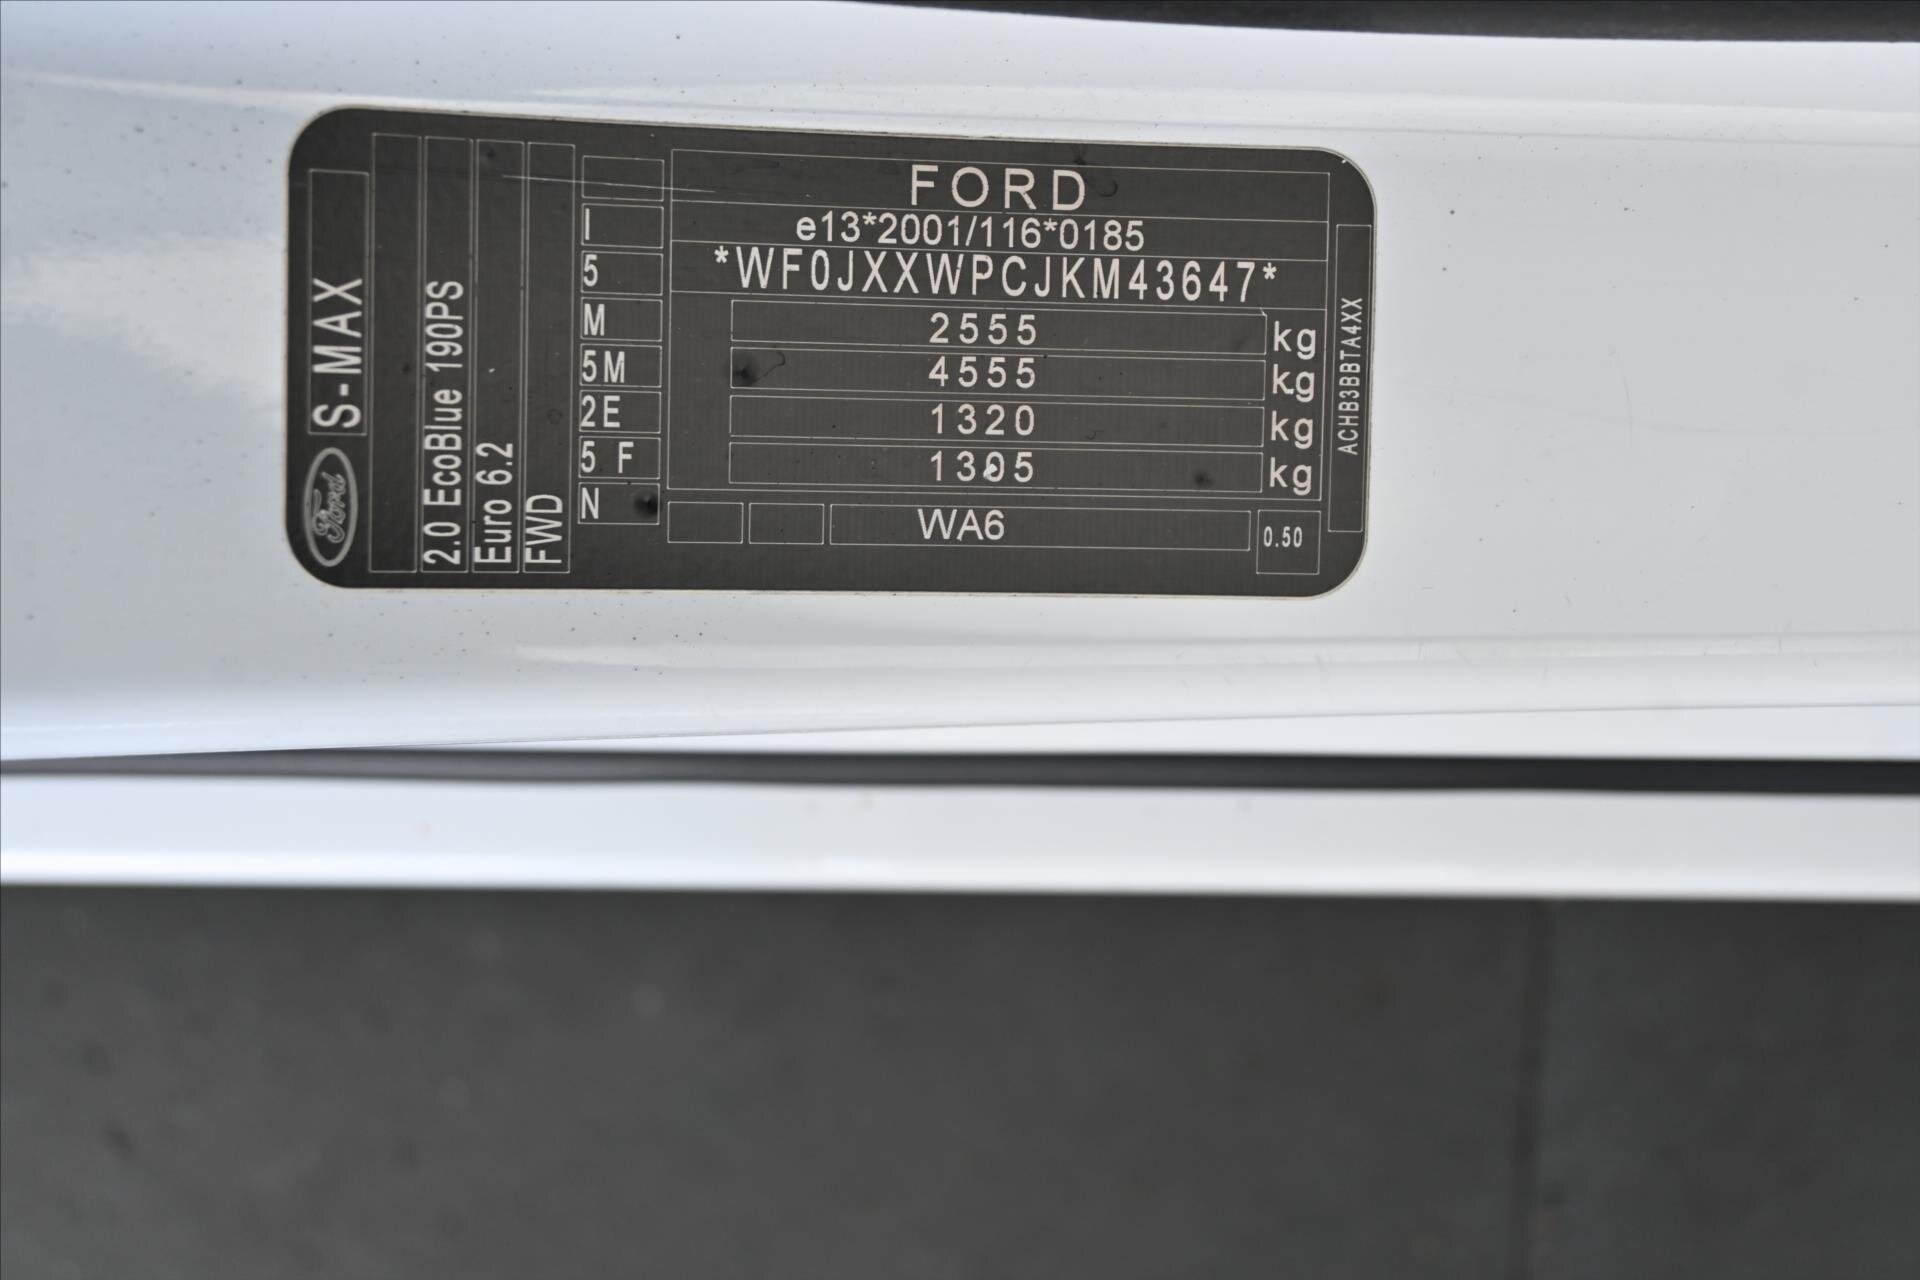 FORD
e13*2001/116*0185
*WF0JXXWPCJKM43647*
2555 kg
4555 kg
1320 kg
1305 kg
WA6
0.50
I
5
M
5M
2E
5 F
N
Ford S-MAX
2.0 EcoBlue 190PS
Euro 6.2
FWD
ACHB3BBTA4XX